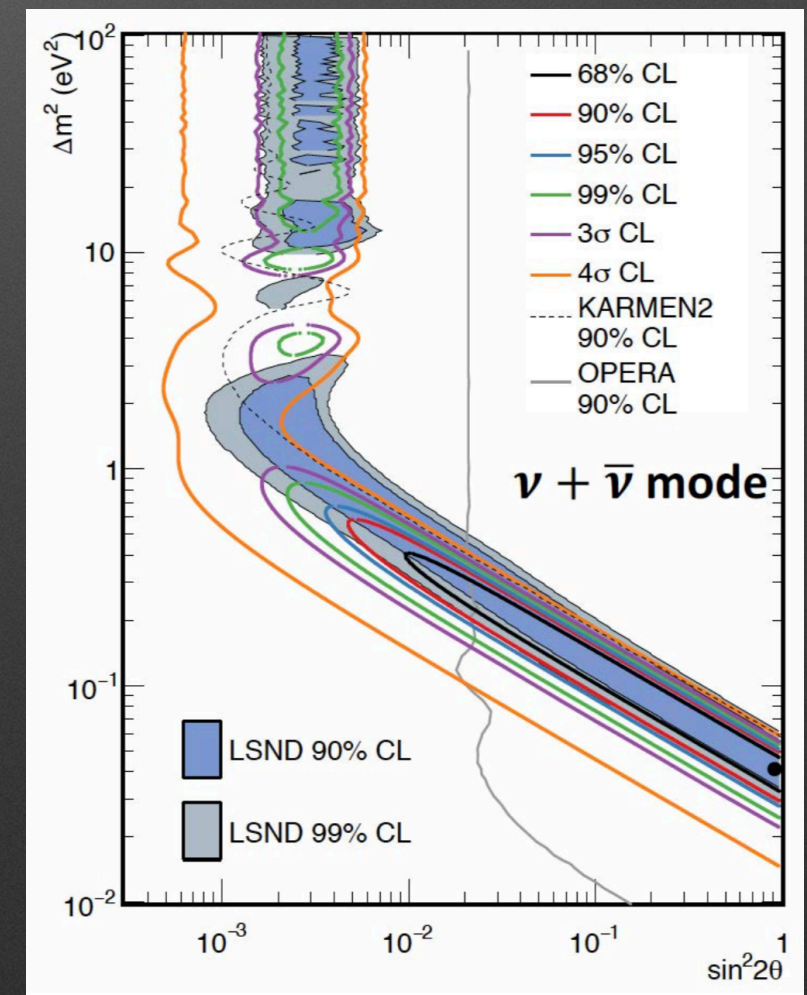 Δm² (eV²)
10²
10
1
10⁻¹
10⁻²
68% CL
90% CL
95% CL
99% CL
3σ CL
4σ CL
KARMEN2
90% CL
OPERA
90% CL
ν + ν̅ mode
LSND 90% CL
LSND 99% CL
10⁻³
10⁻²
10⁻¹
1
sin²2θ